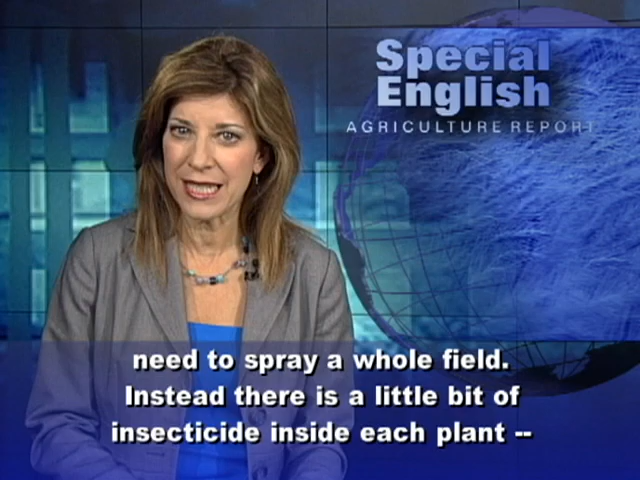 Special
English
AGRICULTURE REPORT
need to spray a whole field.
Instead there is a little bit of
insecticide inside each plant --